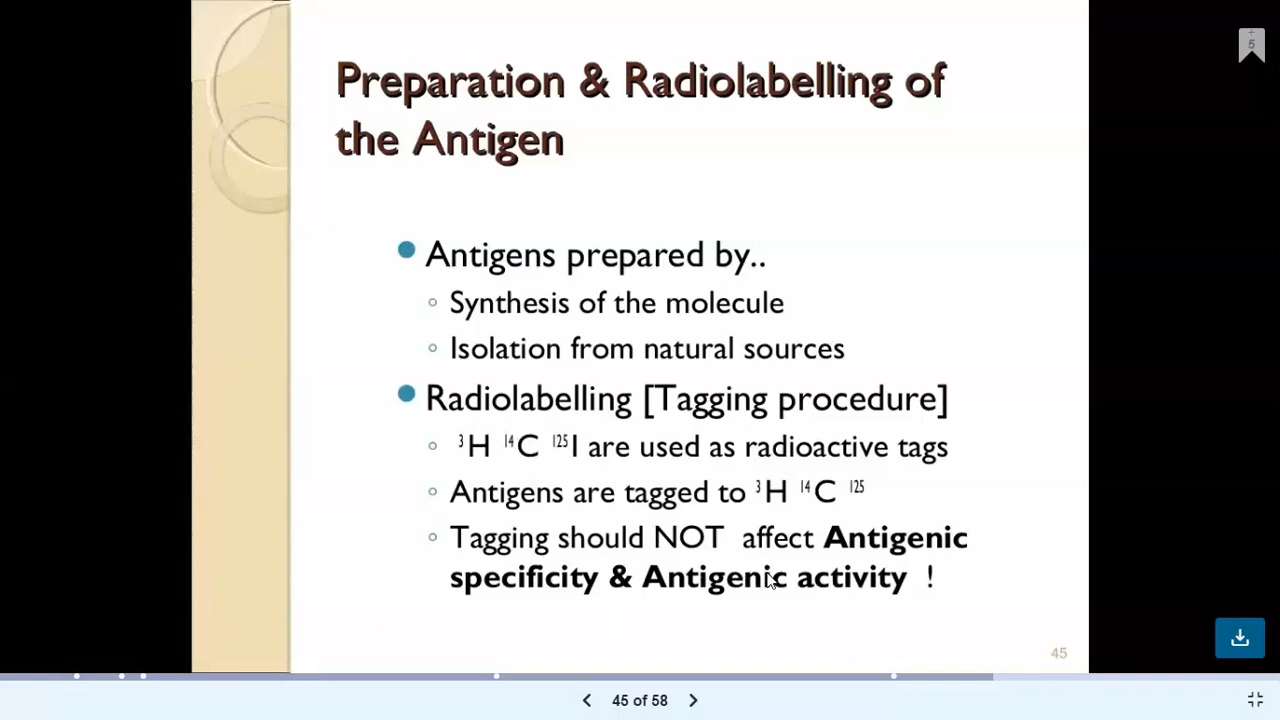 Preparation & Radiolabelling of
the Antigen
Antigens prepared by..
Synthesis of the molecule
Isolation from natural sources
Radiolabelling [Tagging procedure]
³H ¹⁴C ¹²⁵I are used as radioactive tags
Antigens are tagged to ³H ¹⁴C ¹²⁵
Tagging should NOT affect Antigenic
specificity & Antigenic activity !
45
45 of 58
+
5